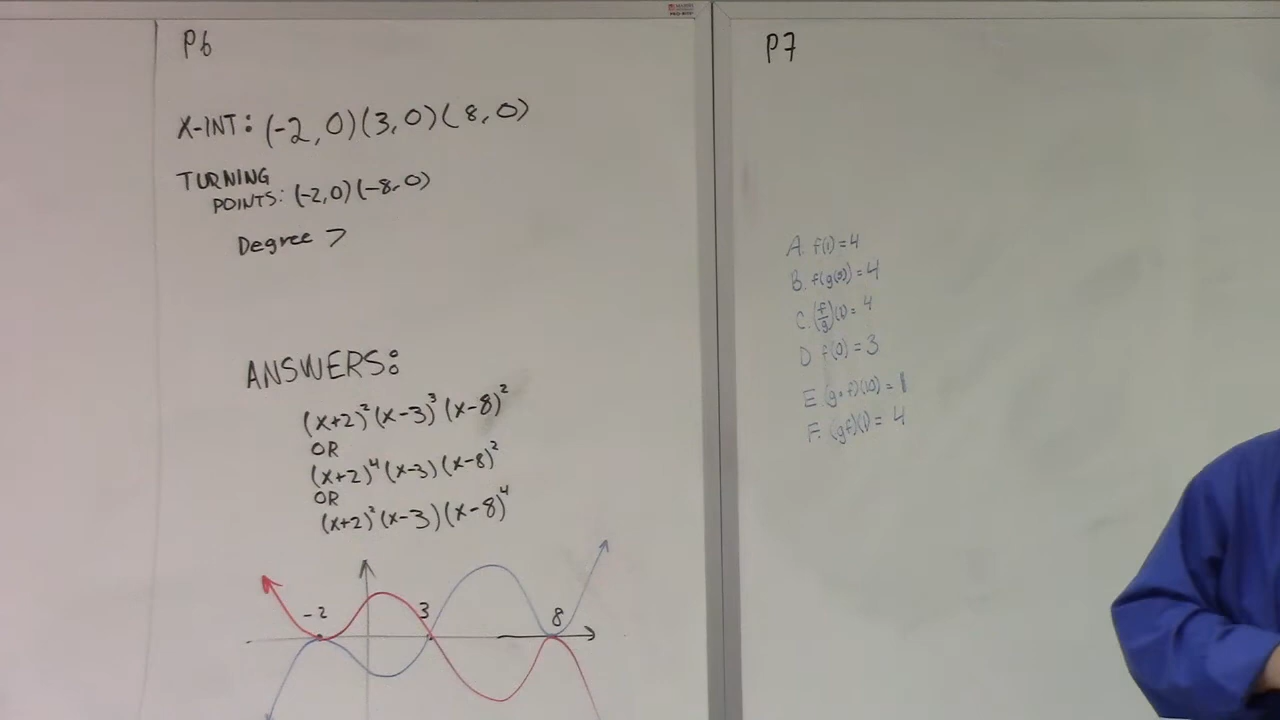 P6
X-INT: (-2,0)(3,0)(8,0)
TURNING
POINTS: (-2,0)(-8,0)
Degree 7
ANSWERS:
(x+2)²(x-3)³(x-8)²
OR
(x+2)⁴(x-3)(x-8)²
OR
(x+2)²(x-3)(x-8)⁴
-2 3 8
P7
A. f(1)=4
B. f(g(0))=4
C. (f/g)(1)=4
D f(0)=3
E. (g∘f)(10)=1
F. (gf)(1)=4